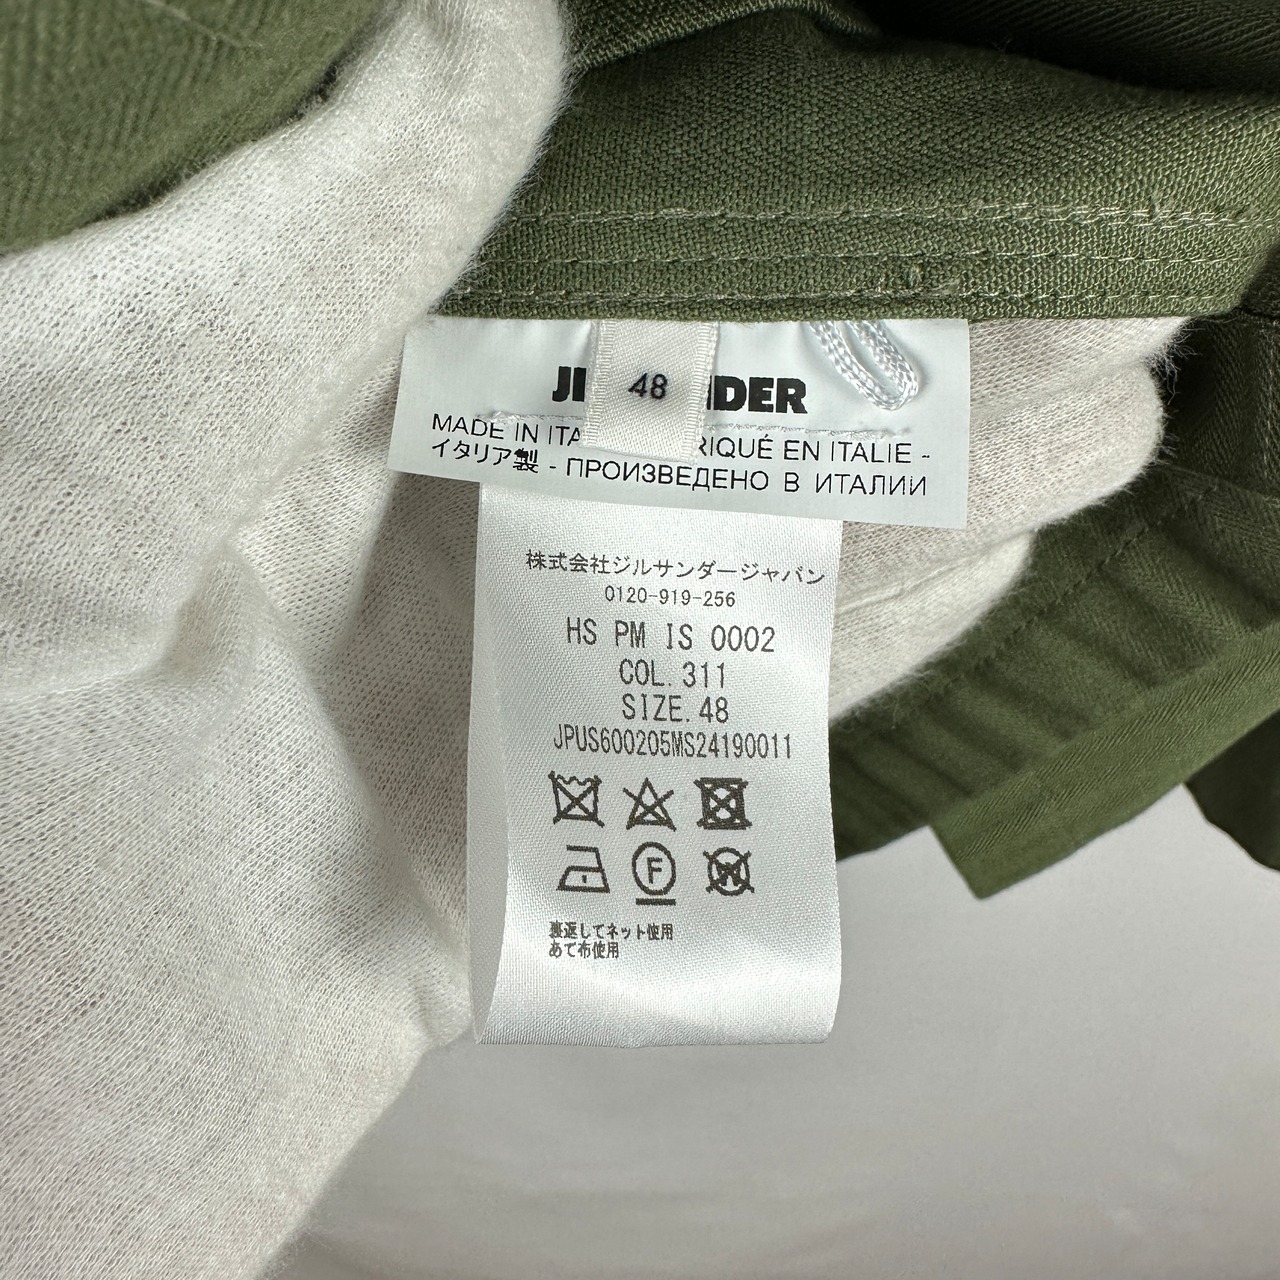 JI NDER
48
MADE IN ITA RIQUÉ EN ITALIE -
イタリア製 - ПРОИЗВЕДЕНО В ИТАЛИИ
株式会社ジルサンダージャパン
0120-919-256
HS PM IS 0002
COL.311
SIZE.48
JPUS600205MS24190011
F
W
裏返してネット使用
あて布使用